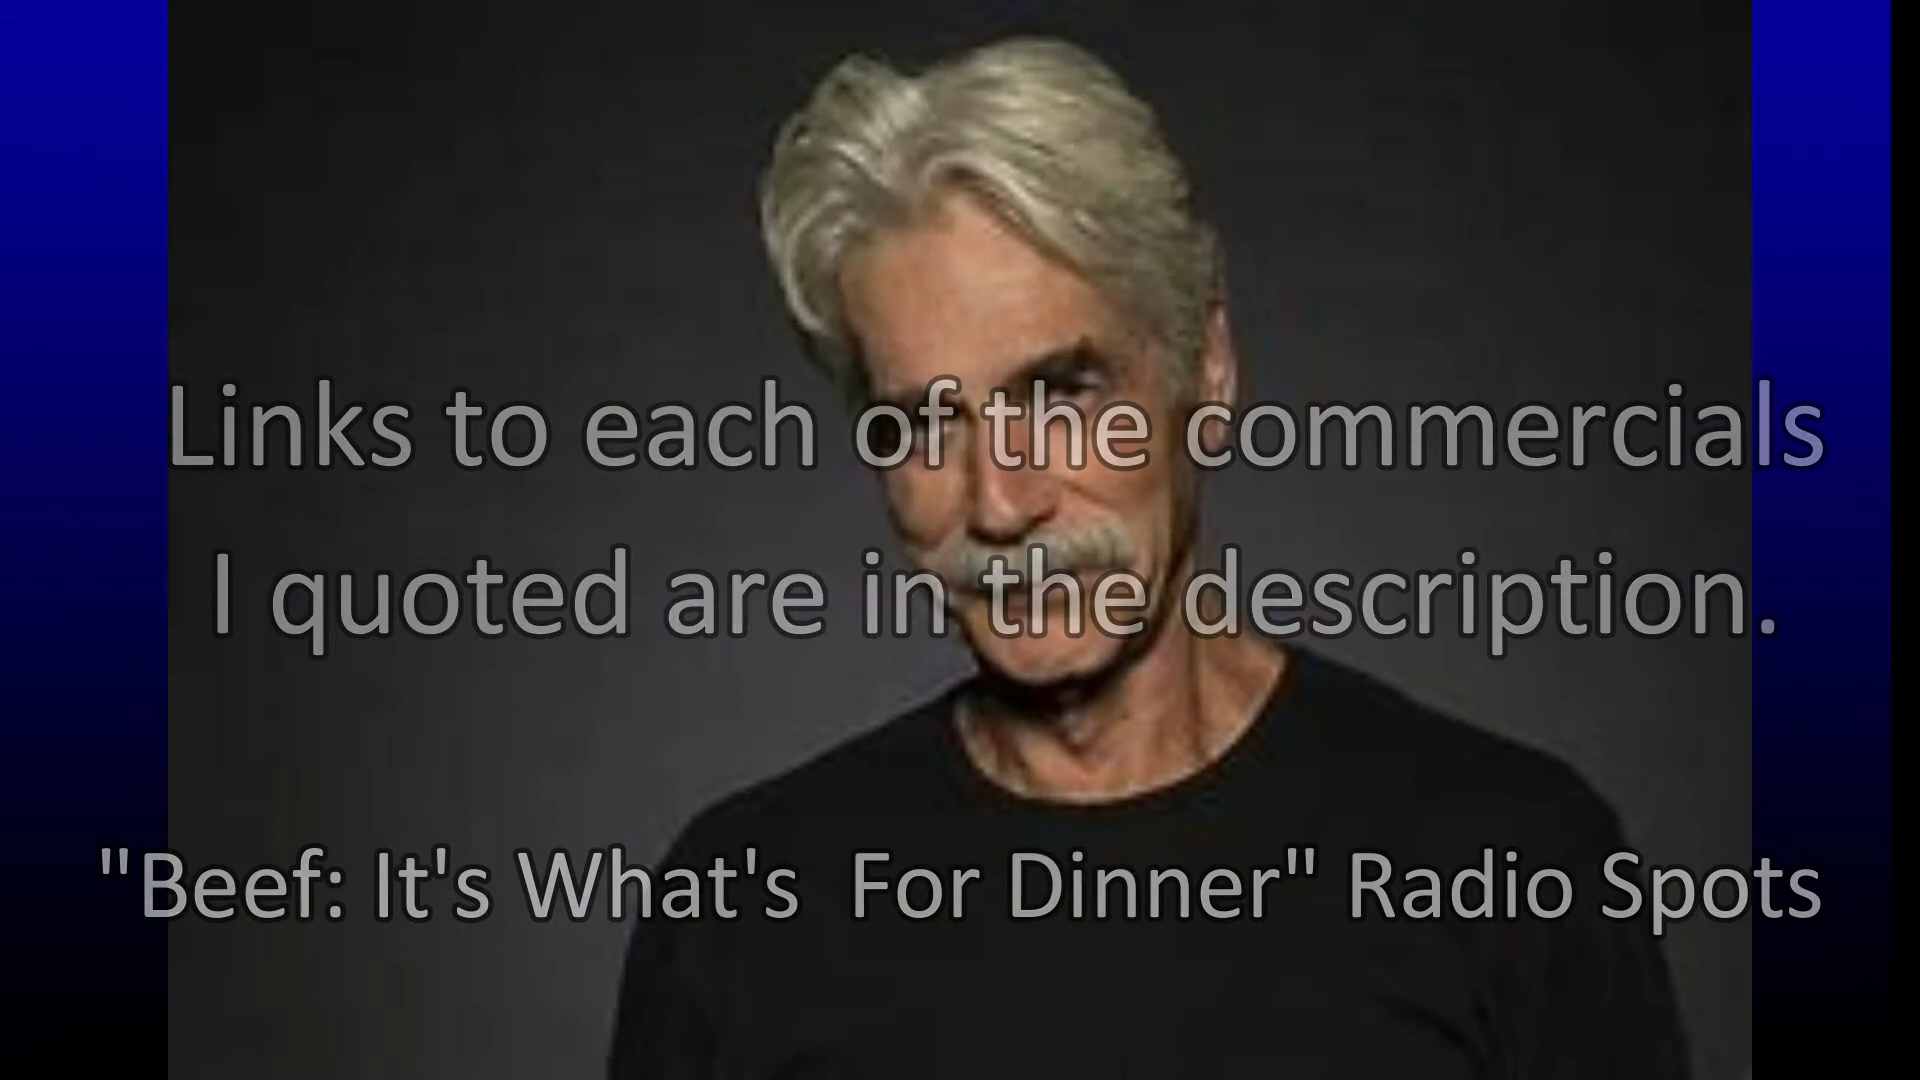 Links to each of the commercials
I quoted are in the description.
"Beef: It's What's  For Dinner" Radio Spots